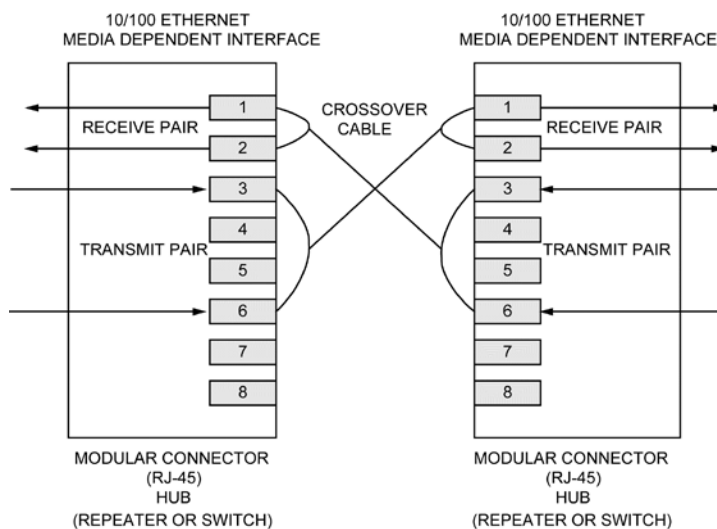 10/100 ETHERNET
MEDIA DEPENDENT INTERFACE
1
RECEIVE PAIR
2
3
4
TRANSMIT PAIR
5
6
7
8
MODULAR CONNECTOR
(RJ-45)
HUB
(REPEATER OR SWITCH)
CROSSOVER
CABLE
10/100 ETHERNET
MEDIA DEPENDENT INTERFACE
1
RECEIVE PAIR
2
3
4
TRANSMIT PAIR
5
6
7
8
MODULAR CONNECTOR
(RJ-45)
HUB
(REPEATER OR SWITCH)